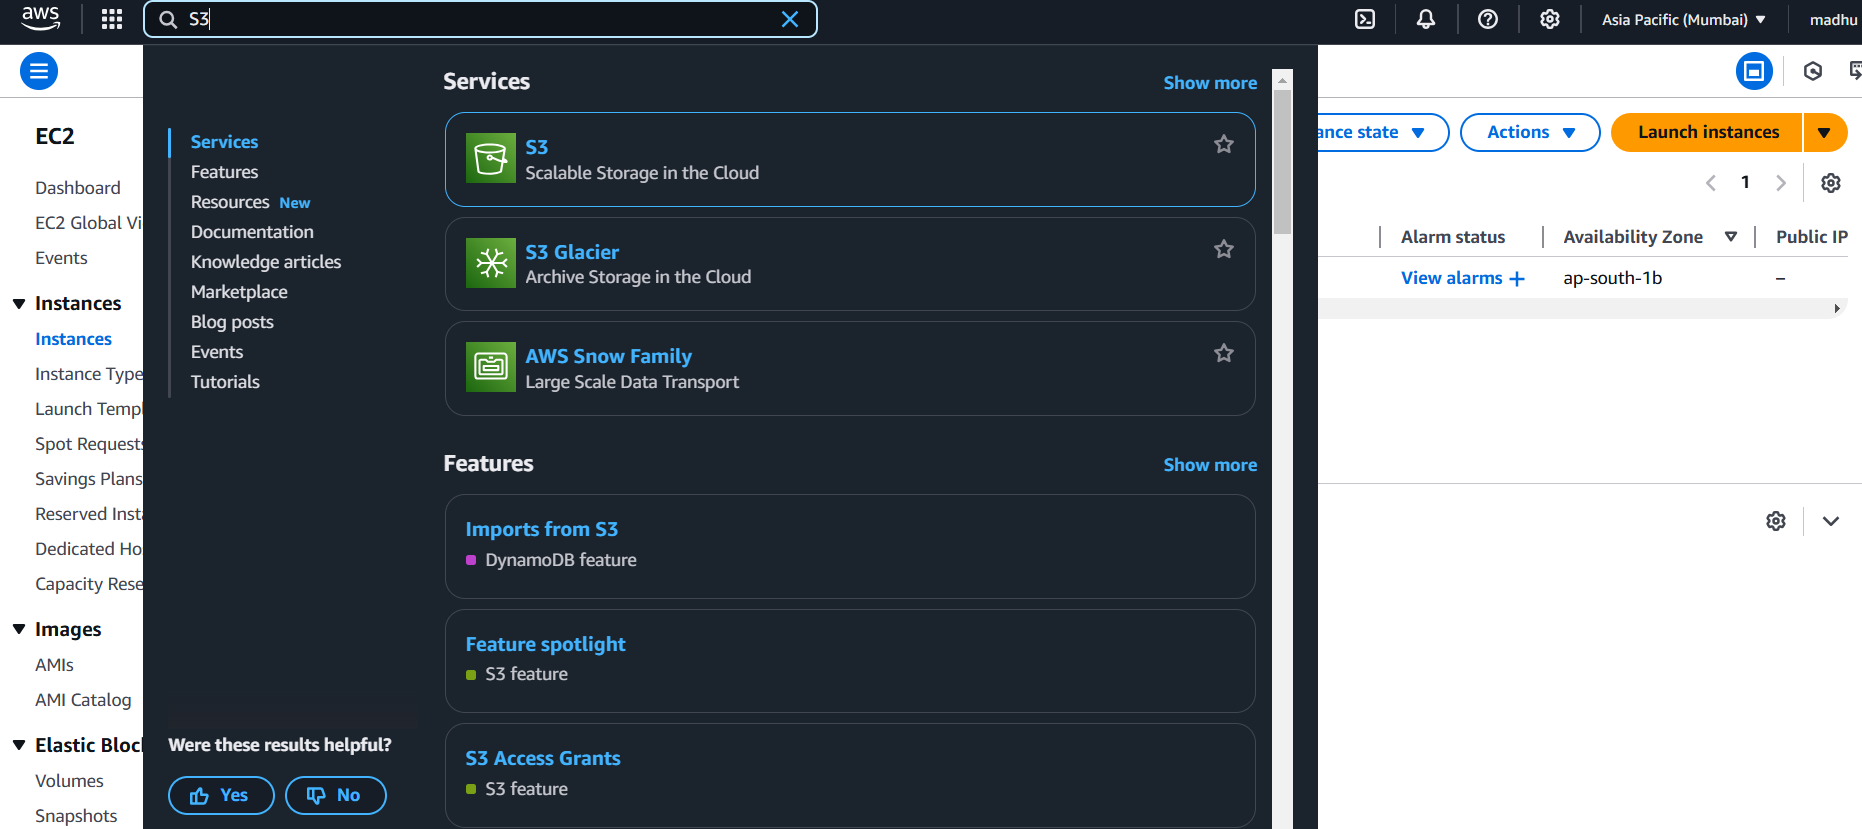 aws
S3
Asia Pacific (Mumbai)
madhu
EC2
Dashboard
EC2 Global Vi
Events
Instances
Instances
Instance Type
Launch Templ
Spot Requests
Savings Plans
Reserved Insta
Dedicated Ho
Capacity Rese
Images
AMIs
AMI Catalog
Elastic Block
Volumes
Snapshots
Services
Features
Resources New
Documentation
Knowledge articles
Marketplace
Blog posts
Events
Tutorials
Were these results helpful?
Yes No
Services Show more
S3
Scalable Storage in the Cloud
S3 Glacier
Archive Storage in the Cloud
AWS Snow Family
Large Scale Data Transport
Features Show more
Imports from S3
DynamoDB feature
Feature spotlight
S3 feature
S3 Access Grants
S3 feature
ance state Actions Launch instances
1
Alarm status Availability Zone Public IP
View alarms + ap-south-1b –